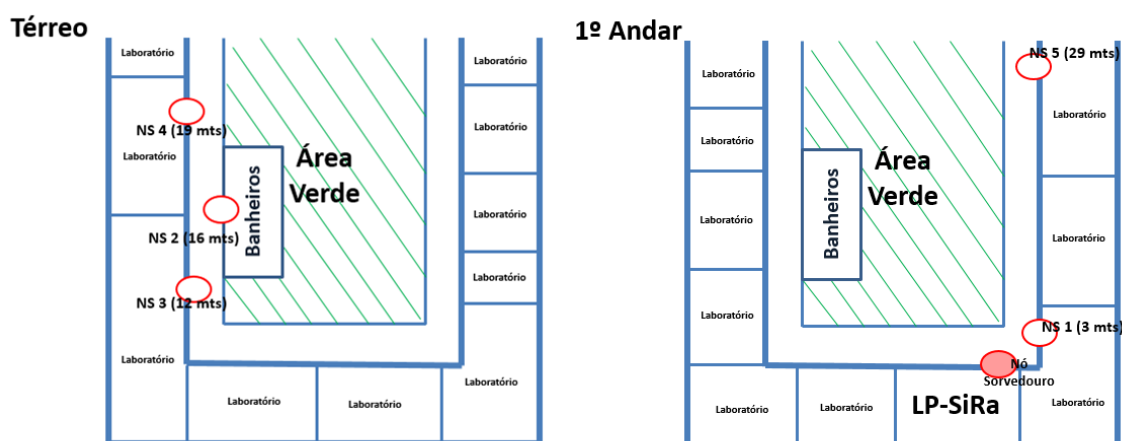 Térreo
Laboratório
NS 4 (19 mts)
Laboratório
NS 2 (16 mts)
NS 3 (12 mts)
Laboratório
Banheiros
Área
Verde
Laboratório
Laboratório
Laboratório
Laboratório
Laboratório
Laboratório
Laboratório
Laboratório
1º Andar
Laboratório
Laboratório
Laboratório
Laboratório
Laboratório
Laboratório
Banheiros
Área
Verde
NS 5 (29 mts)
Laboratório
Laboratório
NS 1 (3 mts)
Nó
Sorvedouro
LP-SiRa
Laboratório